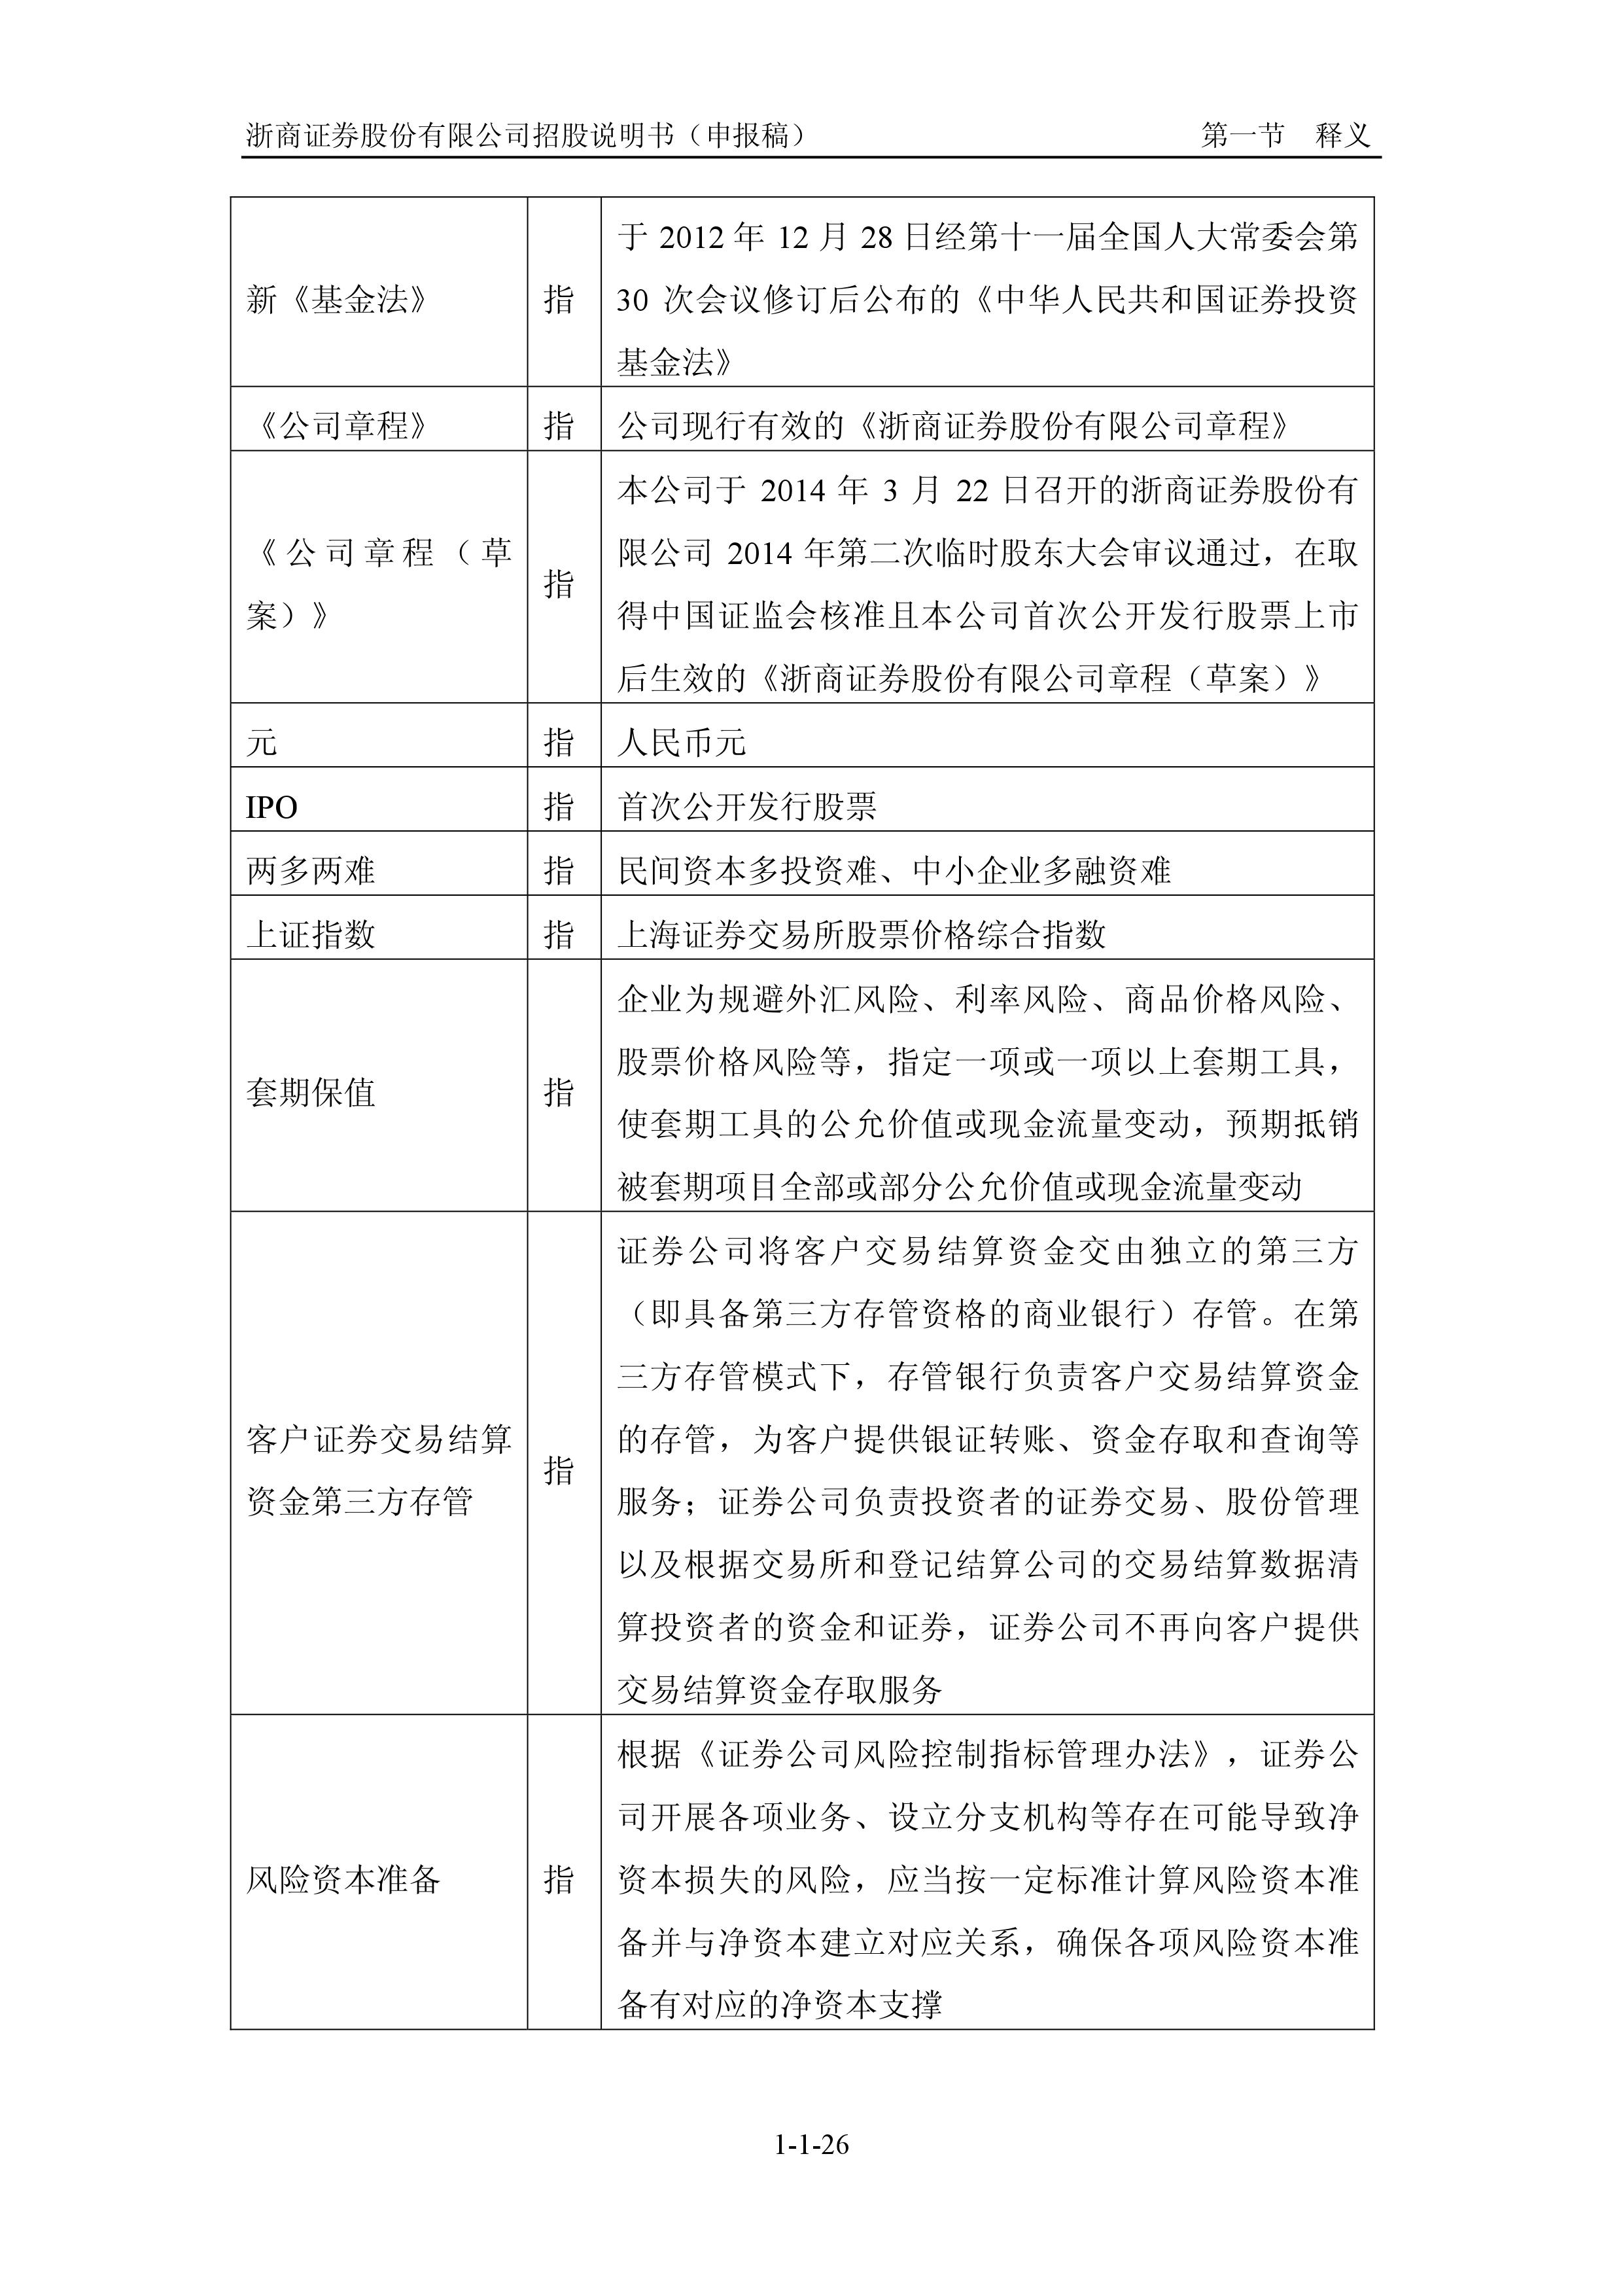 浙商证券股份有限公司招股说明书（申报稿） 第一节 释义
新《基金法》 指 于 2012 年 12 月 28 日经第十一届全国人大常委会第
30 次会议修订后公布的《中华人民共和国证券投资
基金法》
《公司章程》 指 公司现行有效的《浙商证券股份有限公司章程》
《公司章程（草
案）》
指
本公司于 2014 年 3 月 22 日召开的浙商证券股份有
限公司 2014 年第二次临时股东大会审议通过，在取
得中国证监会核准且本公司首次公开发行股票上市
后生效的《浙商证券股份有限公司章程（草案）》
元 指 人民币元
IPO 指 首次公开发行股票
两多两难 指 民间资本多投资难、中小企业多融资难
上证指数 指 上海证券交易所股票价格综合指数
套期保值 指 企业为规避外汇风险、利率风险、商品价格风险、
股票价格风险等，指定一项或一项以上套期工具，
使套期工具的公允价值或现金流量变动，预期抵销
被套期项目全部或部分公允价值或现金流量变动
客户证券交易结算
资金第三方存管
指
证券公司将客户交易结算资金交由独立的第三方
（即具备第三方存管资格的商业银行）存管。在第
三方存管模式下，存管银行负责客户交易结算资金
的存管，为客户提供银证转账、资金存取和查询等
服务；证券公司负责投资者的证券交易、股份管理
以及根据交易所和登记结算公司的交易结算数据清
算投资者的资金和证券，证券公司不再向客户提供
交易结算资金存取服务
风险资本准备 指 根据《证券公司风险控制指标管理办法》，证券公
司开展各项业务、设立分支机构等存在可能导致净
资本损失的风险，应当按一定标准计算风险资本准
备并与净资本建立对应关系，确保各项风险资本准
备有对应的净资本支撑
1-1-26